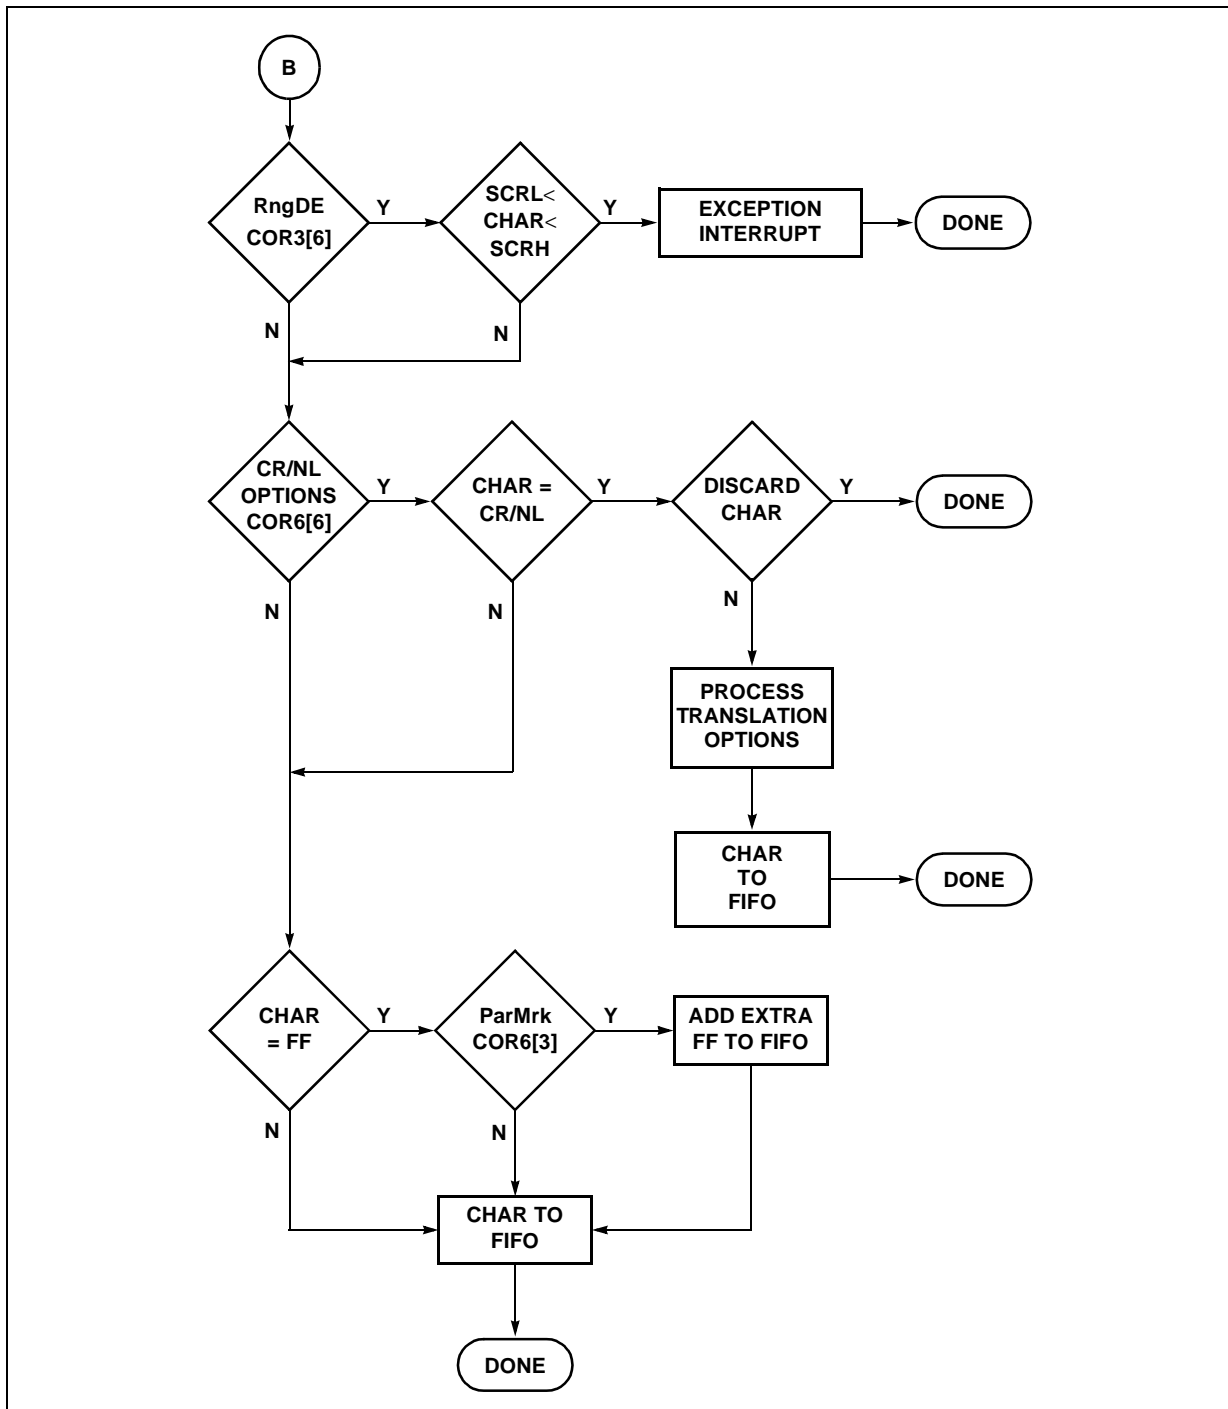 B
RngDE
COR3[6]
Y
SCRL<
CHAR<
SCRH
Y
EXCEPTION
INTERRUPT
DONE
N
N
CR/NL
OPTIONS
COR6[6]
Y
CHAR =
CR/NL
Y
DISCARD
CHAR
Y
DONE
N
N
N
PROCESS
TRANSLATION
OPTIONS
CHAR
TO
FIFO
DONE
CHAR
= FF
Y
ParMrk
COR6[3]
Y
ADD EXTRA
FF TO FIFO
N
N
CHAR TO
FIFO
DONE